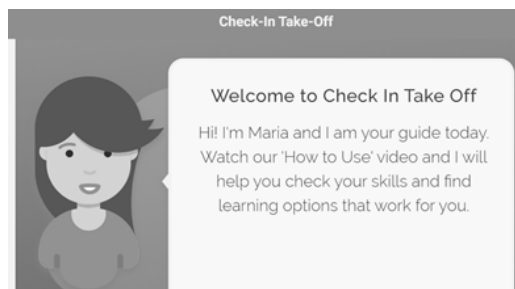 Check-In Take-Off
Welcome to Check In Take Off
Hi! I'm Maria and I am your guide today.
Watch our 'How to Use' video and I will
help you check your skills and find
learning options that work for you.